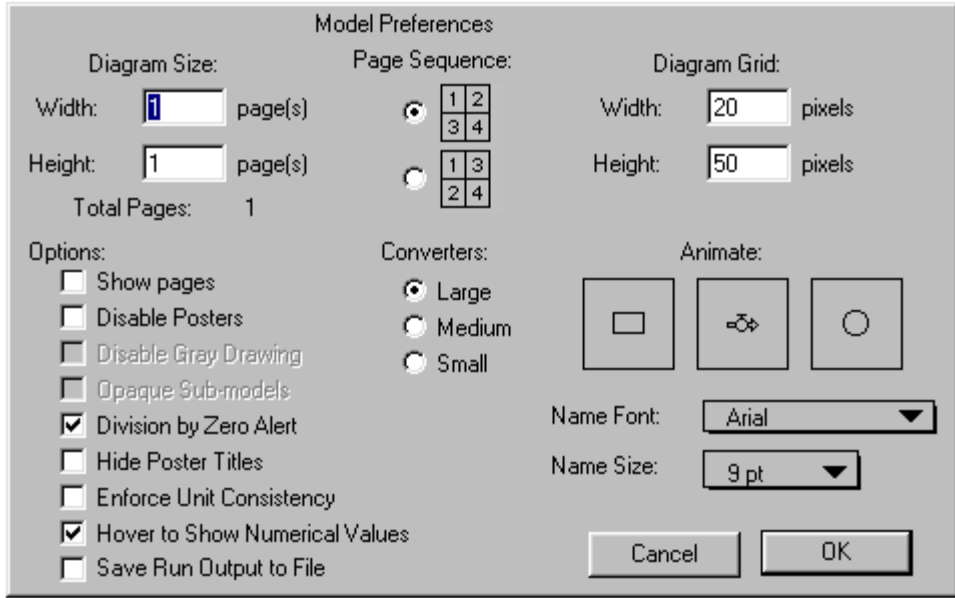 Model Preferences
Diagram Size:
Width: 1 page(s)
Height: 1 page(s)
Total Pages: 1
Page Sequence:
1 2
3 4
1 3
2 4
Diagram Grid:
Width: 20 pixels
Height: 50 pixels
Options:
Show pages
Disable Posters
Disable Gray Drawing
Opaque Sub-models
Division by Zero Alert
Hide Poster Titles
Enforce Unit Consistency
Hover to Show Numerical Values
Save Run Output to File
Converters:
Large
Medium
Small
Animate:
Name Font: Arial
Name Size: 9 pt
Cancel OK